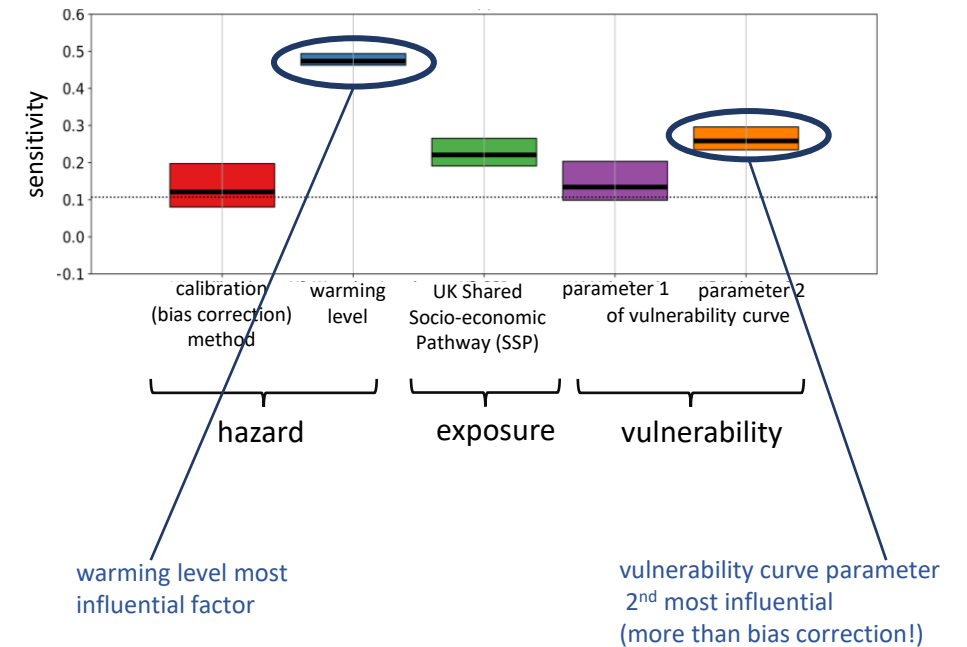 0.6
0.5
0.4
0.3
0.2
0.1
0.0
-0.1
sensitivity
calibration
(bias correction)
method
warming
level
UK Shared
Socio-economic
Pathway (SSP)
parameter 1
parameter 2
of vulnerability curve
hazard
exposure
vulnerability
warming level most
influential factor
vulnerability curve parameter
2nd most influential
(more than bias correction!)